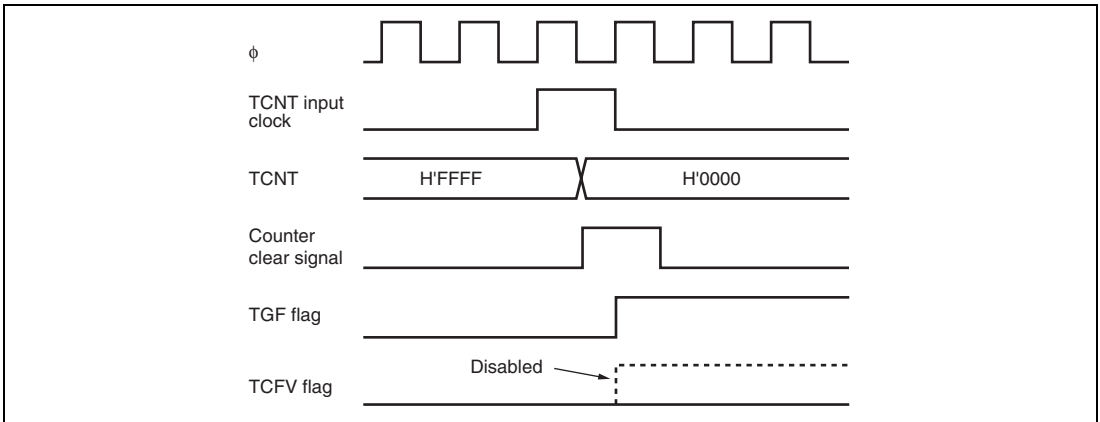 ϕ
TCNT input
clock
TCNT
H'FFFF
H'0000
Counter
clear signal
TGF flag
Disabled
TCFV flag